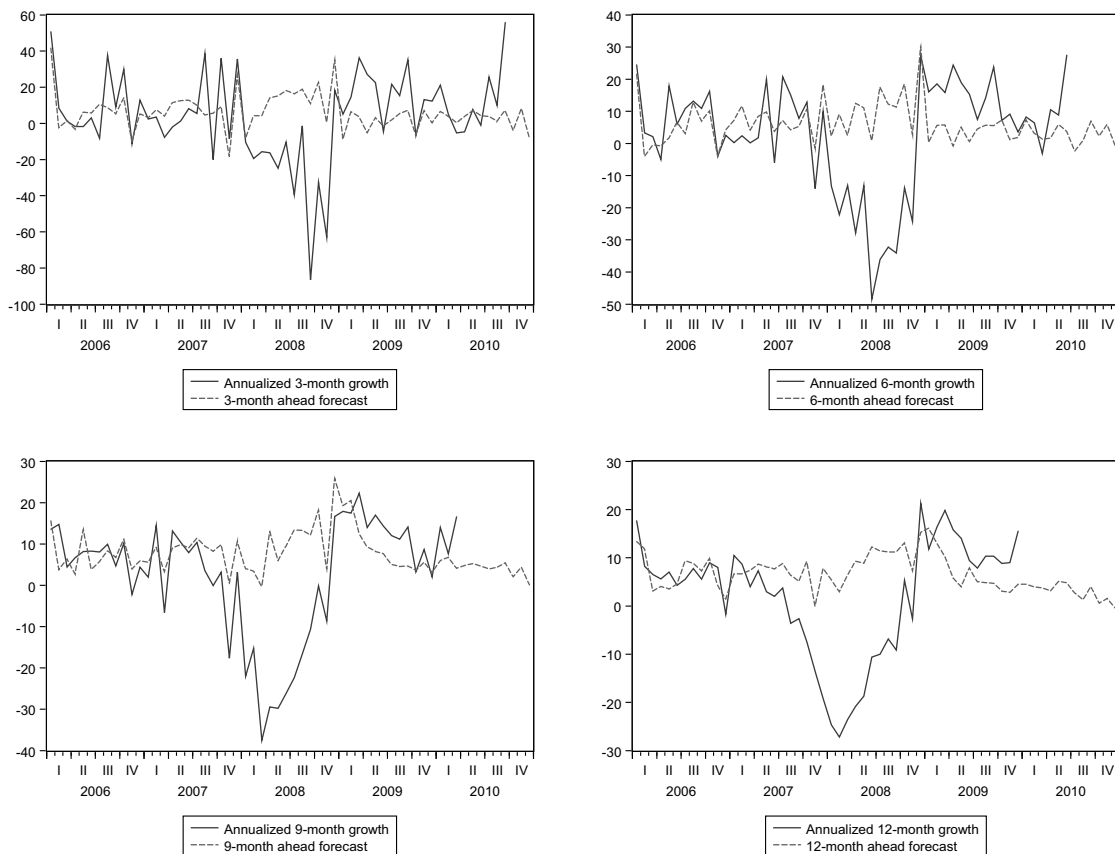 60
40
20
0
-20
-40
-60
-80
-100
I II III IV I II III IV I II III IV I II III IV I II III IV
2006 2007 2008 2009 2010
Annualized 3-month growth
3-month ahead forecast
40
30
20
10
0
-10
-20
-30
-40
-50
I II III IV I II III IV I II III IV I II III IV I II III IV
2006 2007 2008 2009 2010
Annualized 6-month growth
6-month ahead forecast
30
20
10
0
-10
-20
-30
-40
I II III IV I II III IV I II III IV I II III IV I II III IV
2006 2007 2008 2009 2010
Annualized 9-month growth
9-month ahead forecast
30
20
10
0
-10
-20
-30
I II III IV I II III IV I II III IV I II III IV I II III IV
2006 2007 2008 2009 2010
Annualized 12-month growth
12-month ahead forecast